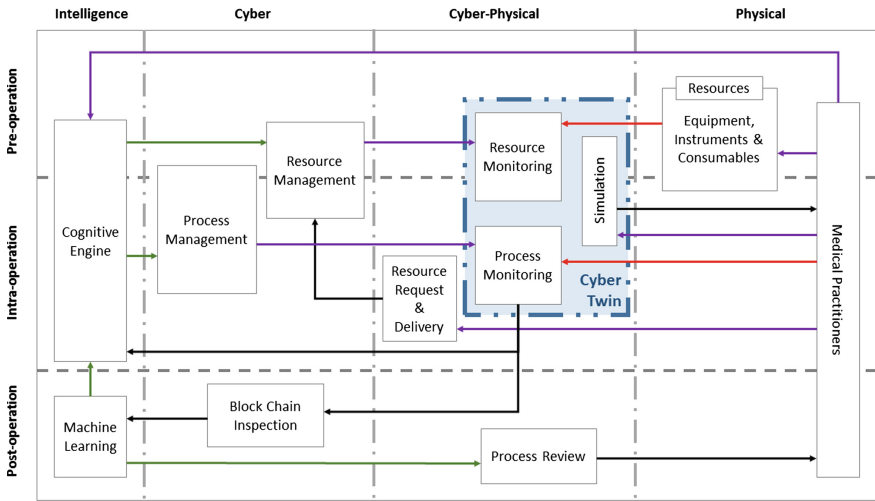 Intelligence
Cyber
Cyber-Physical
Physical
Pre-operation
Intra-operation
Post-operation
Resources
Equipment,
Instruments &
Consumables
Resource
Monitoring
Resource
Management
Simulation
Process
Management
Cognitive
Engine
Process
Monitoring
Cyber
Twin
Resource
Request
&
Delivery
Medical Practitioners
Block Chain
Inspection
Machine
Learning
Process Review